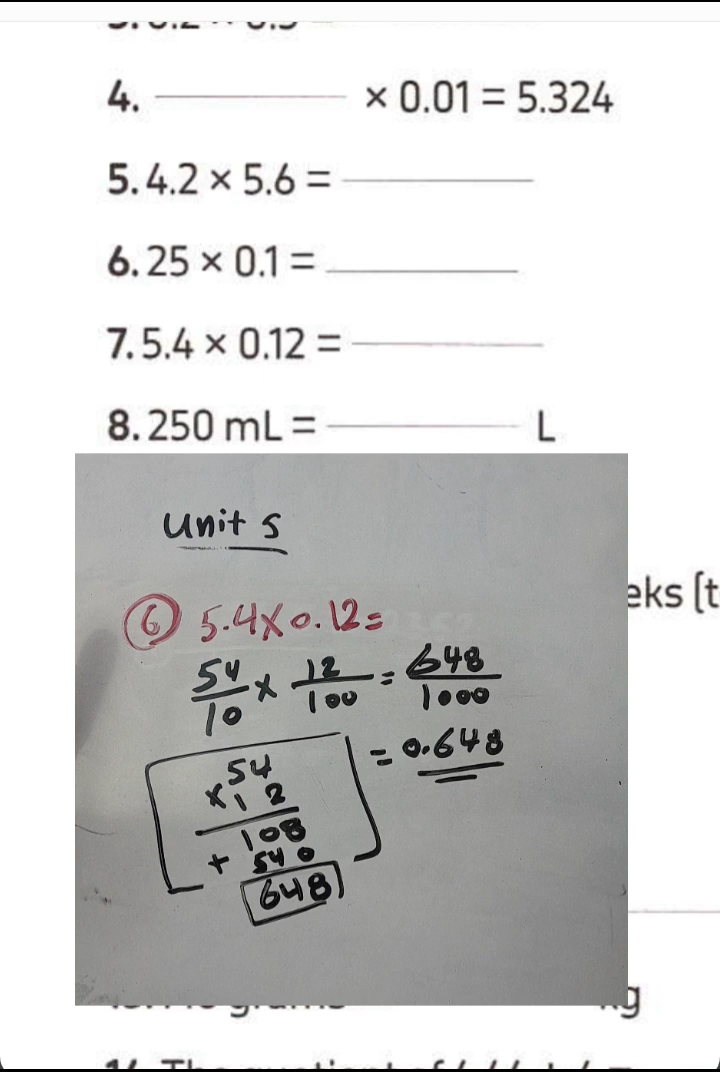 4. ________ × 0.01 = 5.324
5. 4.2 × 5.6 = ________
6. 25 × 0.1 = ________
7. 5.4 × 0.12 = ________
8. 250 mL = ________ L
Unit 5
6 5.4 × 0.12 =
54/10 × 12/100 = 648/1000
= 0.648
54
× 12
108
+ 540
648
eks (t